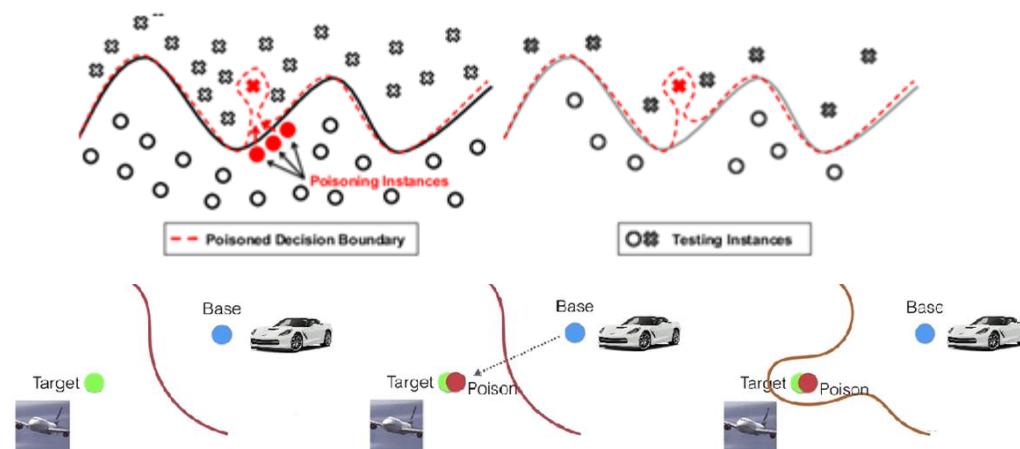 Poisoning Instances
Poisoned Decision Boundary
Testing Instances
Base
Target
Base
Target
Poison
Base
Target
Poison